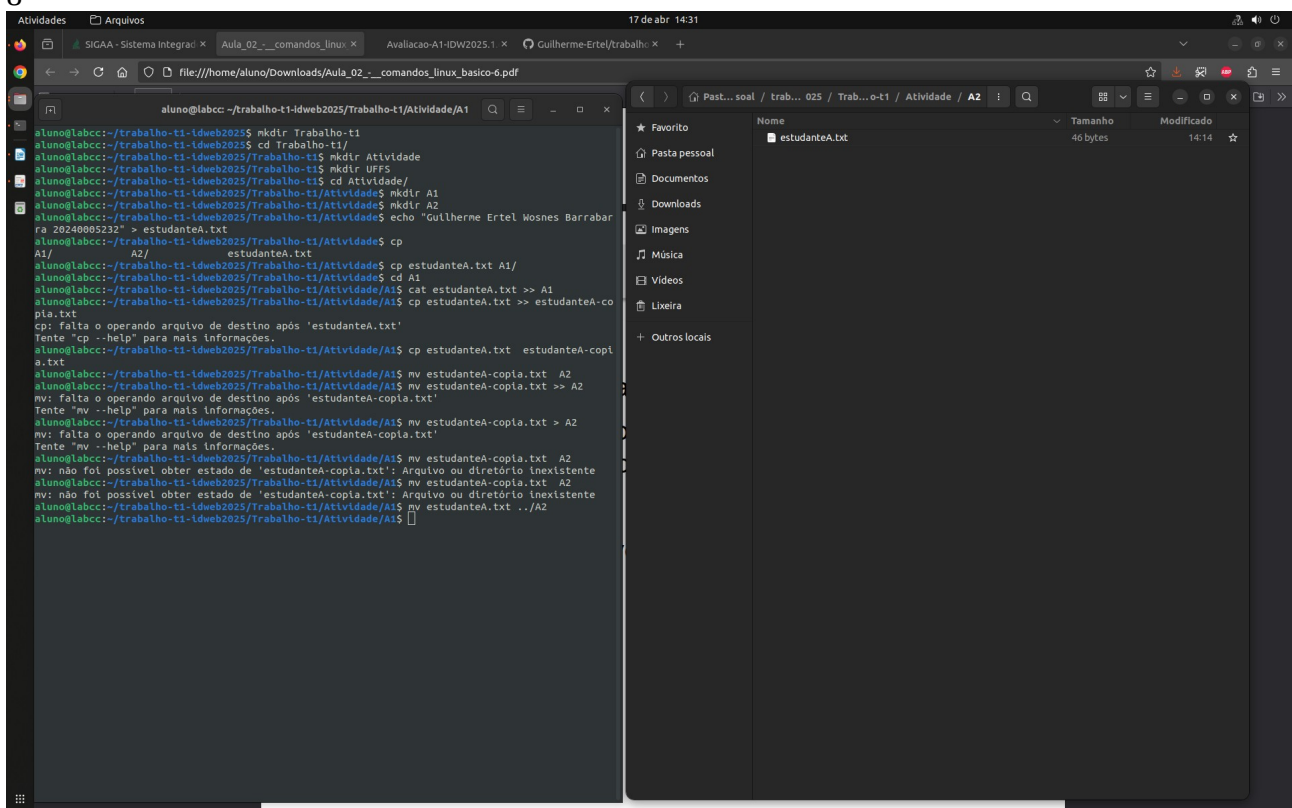 Atividades Arquivos 17 de abr 14:31
SIGAA - Sistema Integrad × Aula_02_-__comandos_linux × Avaliacao-A1-IDW2025.1. × Guilherme-Ertel/trabalho × +
file:///home/aluno/Downloads/Aula_02_-__comandos_linux_basico-6.pdf
aluno@labcc: ~/trabalho-t1-idweb2025/Trabalho-t1/Atividade/A1
aluno@labcc:~/trabalho-t1-idweb2025$ mkdir Trabalho-t1
aluno@labcc:~/trabalho-t1-idweb2025$ cd Trabalho-t1/
aluno@labcc:~/trabalho-t1-idweb2025/Trabalho-t1$ mkdir Atividade
aluno@labcc:~/trabalho-t1-idweb2025/Trabalho-t1$ mkdir UFFS
aluno@labcc:~/trabalho-t1-idweb2025/Trabalho-t1$ cd Atividade/
aluno@labcc:~/trabalho-t1-idweb2025/Trabalho-t1/Atividade$ mkdir A1
aluno@labcc:~/trabalho-t1-idweb2025/Trabalho-t1/Atividade$ mkdir A2
aluno@labcc:~/trabalho-t1-idweb2025/Trabalho-t1/Atividade$ echo "Guilherme Ertel Wosnes Barrabar
ra 20240005232" > estudanteA.txt
aluno@labcc:~/trabalho-t1-idweb2025/Trabalho-t1/Atividade$ cp
A1/ A2/ estudanteA.txt
aluno@labcc:~/trabalho-t1-idweb2025/Trabalho-t1/Atividade$ cp estudanteA.txt A1/
aluno@labcc:~/trabalho-t1-idweb2025/Trabalho-t1/Atividade$ cd A1
aluno@labcc:~/trabalho-t1-idweb2025/Trabalho-t1/Atividade/A1$ cat estudanteA.txt >> A1
aluno@labcc:~/trabalho-t1-idweb2025/Trabalho-t1/Atividade/A1$ cp estudanteA.txt >> estudanteA-co
pia.txt
cp: falta o operando arquivo de destino após 'estudanteA.txt'
Tente "cp --help" para mais informações.
aluno@labcc:~/trabalho-t1-idweb2025/Trabalho-t1/Atividade/A1$ cp estudanteA.txt  estudanteA-copi
a.txt
aluno@labcc:~/trabalho-t1-idweb2025/Trabalho-t1/Atividade/A1$ mv estudanteA-copia.txt  A2
aluno@labcc:~/trabalho-t1-idweb2025/Trabalho-t1/Atividade/A1$ mv estudanteA-copia.txt >> A2
mv: falta o operando arquivo de destino após 'estudanteA-copia.txt'
Tente "mv --help" para mais informações.
aluno@labcc:~/trabalho-t1-idweb2025/Trabalho-t1/Atividade/A1$ mv estudanteA-copia.txt > A2
mv: falta o operando arquivo de destino após 'estudanteA-copia.txt'
Tente "mv --help" para mais informações.
aluno@labcc:~/trabalho-t1-idweb2025/Trabalho-t1/Atividade/A1$ mv estudanteA-copia.txt  A2
mv: não foi possível obter estado de 'estudanteA-copia.txt': Arquivo ou diretório inexistente
aluno@labcc:~/trabalho-t1-idweb2025/Trabalho-t1/Atividade/A1$ mv estudanteA-copia.txt  A2
mv: não foi possível obter estado de 'estudanteA-copia.txt': Arquivo ou diretório inexistente
aluno@labcc:~/trabalho-t1-idweb2025/Trabalho-t1/Atividade/A1$ mv estudanteA.txt ../A2
aluno@labcc:~/trabalho-t1-idweb2025/Trabalho-t1/Atividade/A1$
Past... soal / trab... 025 / Trab...o-t1 / Atividade / A2
Favorito
Pasta pessoal
Documentos
Downloads
Imagens
Música
Vídeos
Lixeira
+ Outros locais
Nome Tamanho Modificado
estudanteA.txt 46 bytes 14:14